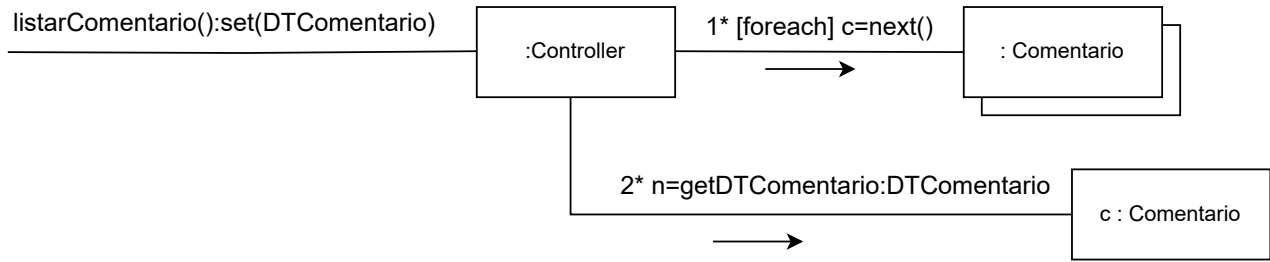 listarComentario():set(DTComentario)
1* [foreach] c=next()
:Controller
: Comentario
2* n=getDTComentario:DTComentario
c : Comentario